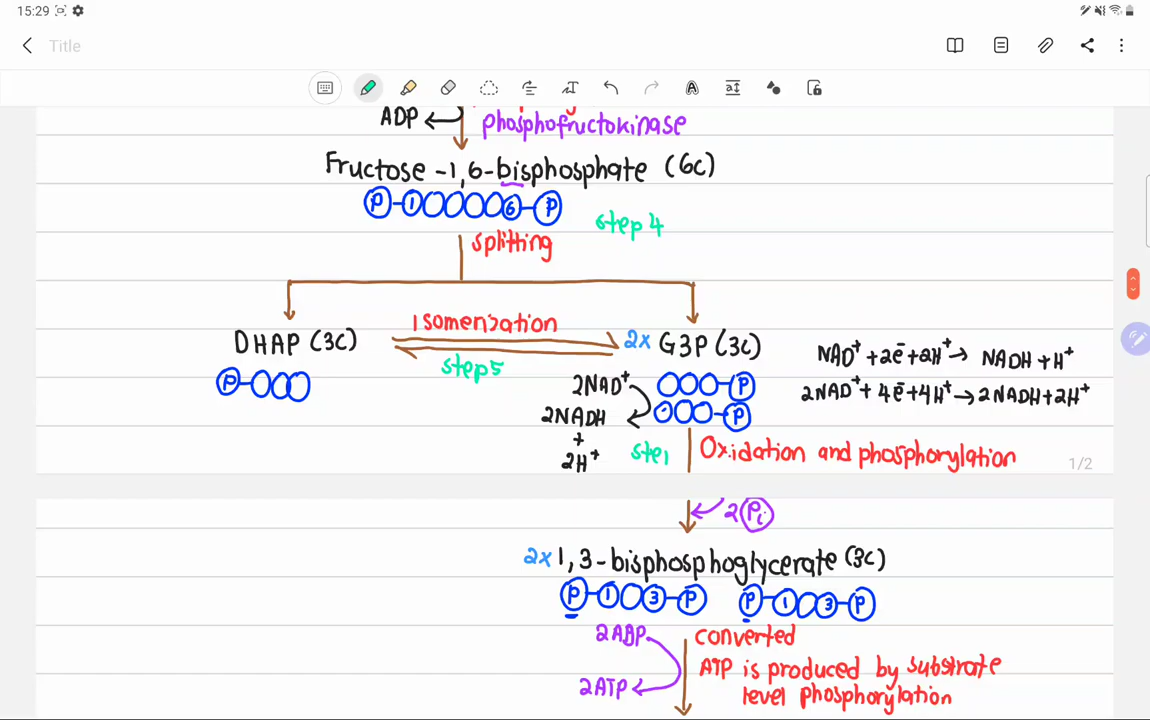 15:29
Title
ADP
phosphofructokinase
Fructose -1,6-bisphosphate (6C)
P 1 6 P
step 4
splitting
DHAP (3C)
Isomerization
step5
2x G3P (3C)
P
2NAD⁺
P
P
2NADH
+
2H⁺
NAD⁺ + 2e⁻ + 2H⁺ → NADH + H⁺
2NAD⁺ + 4e⁻ + 4H⁺ → 2NADH + 2H⁺
ste
Oxidation and phosphorylation
1/2
2 Pi
2x 1,3-bisphosphoglycerate (3C)
P 1 3 P P 1 3 P
2ADP
converted
2ATP
ATP is produced by substrate
level phosphorylation